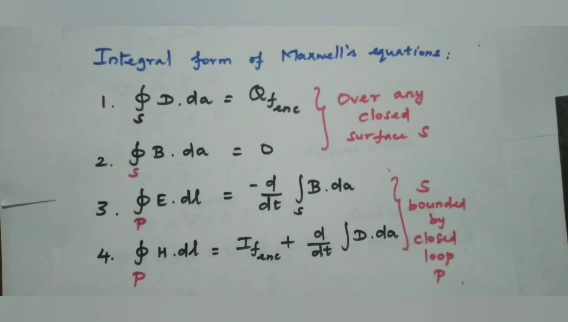 Integral form of Maxwell's equations:
1. ∮ D.da = Qfenc } Over any
S closed
surface S
2. ∮ B.da = 0
S
3. ∮ E.dl = -d/dt ∫ B.da } S
P S bounded
by
4. ∮ H.dl = Ifenc + d/dt ∫ D.da closed
P loop
P